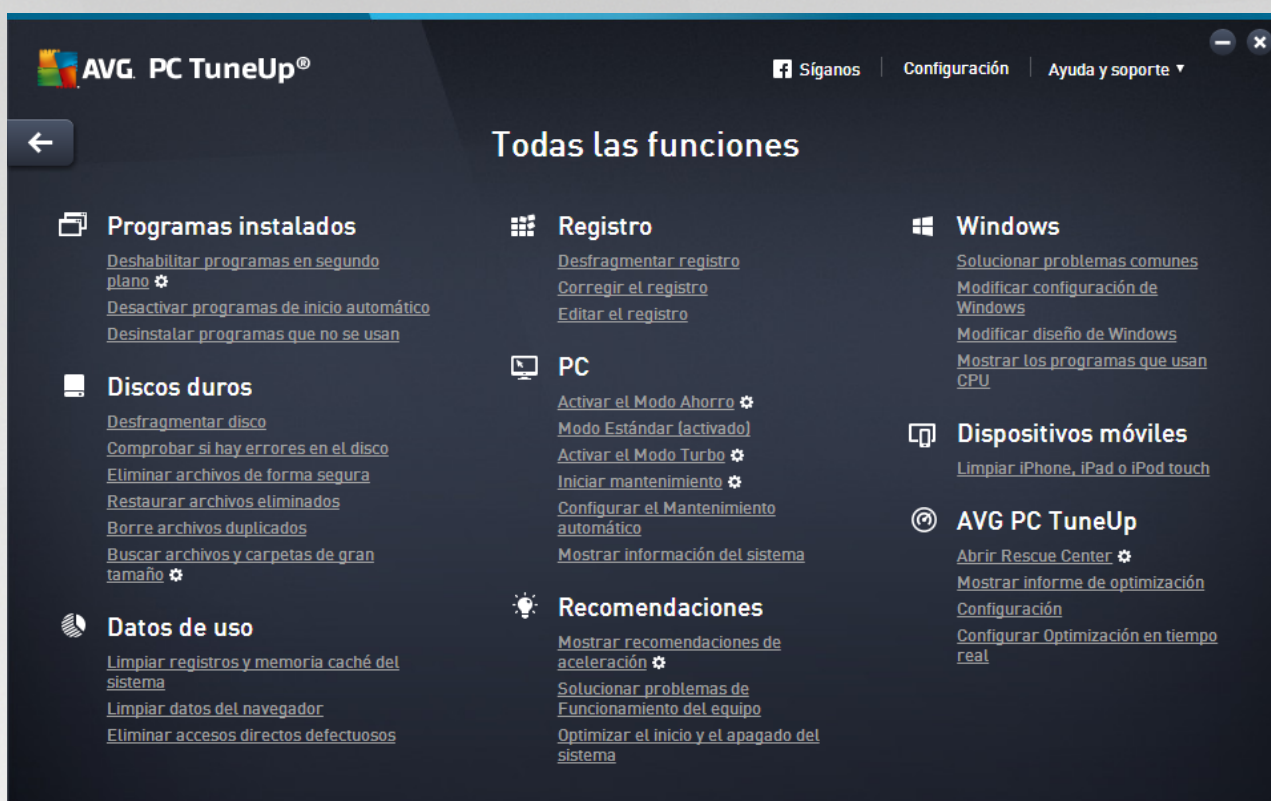 AVG. PC TuneUp®
Síganos
Configuración
Ayuda y soporte
Todas las funciones
Programas instalados
Deshabilitar programas en segundo
plano
Desactivar programas de inicio automático
Desinstalar programas que no se usan
Discos duros
Desfragmentar disco
Comprobar si hay errores en el disco
Eliminar archivos de forma segura
Restaurar archivos eliminados
Borre archivos duplicados
Buscar archivos y carpetas de gran
tamaño
Datos de uso
Limpiar registros y memoria caché del
sistema
Limpiar datos del navegador
Eliminar accesos directos defectuosos
Registro
Desfragmentar registro
Corregir el registro
Editar el registro
PC
Activar el Modo Ahorro
Modo Estándar (activado)
Activar el Modo Turbo
Iniciar mantenimiento
Configurar el Mantenimiento
automático
Mostrar información del sistema
Recomendaciones
Mostrar recomendaciones de
aceleración
Solucionar problemas de
Funcionamiento del equipo
Optimizar el inicio y el apagado del
sistema
Windows
Solucionar problemas comunes
Modificar configuración de
Windows
Modificar diseño de Windows
Mostrar los programas que usan
CPU
Dispositivos móviles
Limpiar iPhone, iPad o iPod touch
AVG PC TuneUp
Abrir Rescue Center
Mostrar informe de optimización
Configuración
Configurar Optimización en tiempo
real